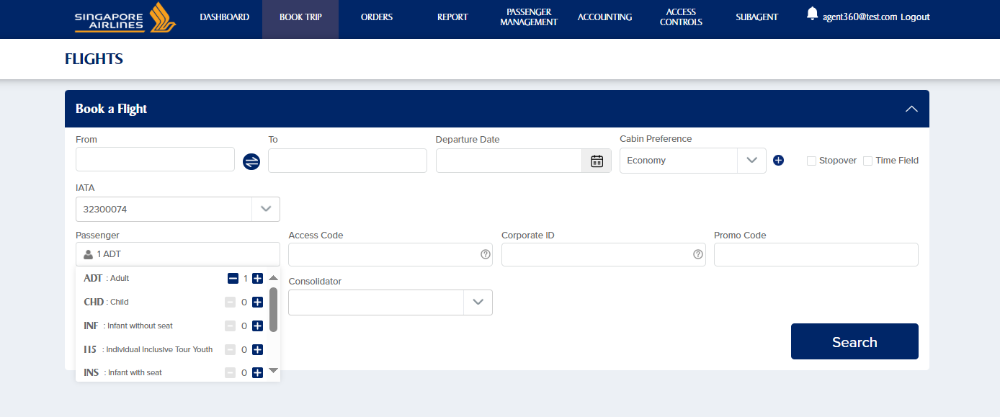 SINGAPORE
AIRLINES
DASHBOARD
BOOK TRIP
ORDERS
REPORT
PASSENGER
MANAGEMENT
ACCOUNTING
ACCESS
CONTROLS
SUBAGENT
agent360@test.com Logout
FLIGHTS
Book a Flight
From
To
Departure Date
Cabin Preference
Economy
Stopover
Time Field
IATA
32300074
Passenger
Access Code
Corporate ID
Promo Code
1 ADT
ADT : Adult 1
CHD : Child 0
INF : Infant without seat 0
I15 : Individual Inclusive Tour Youth 0
INS : Infant with seat 0
Consolidator
Search